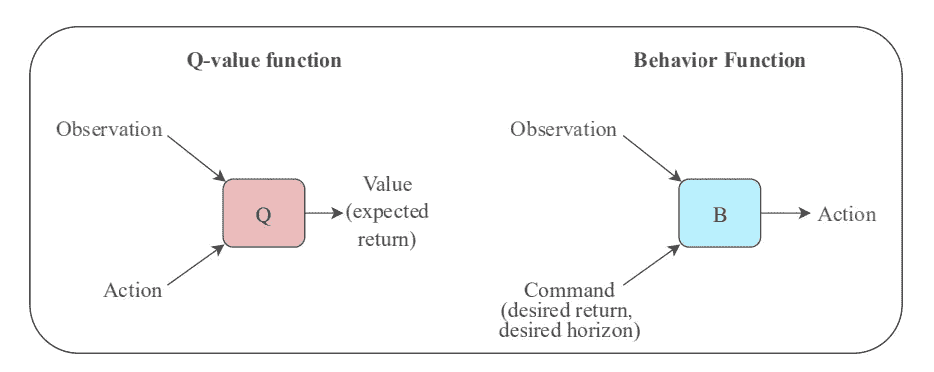 Q-value function
Observation
Q
Value
(expected
return)
Action
Behavior Function
Observation
B
Action
Command
(desired return,
desired horizon)